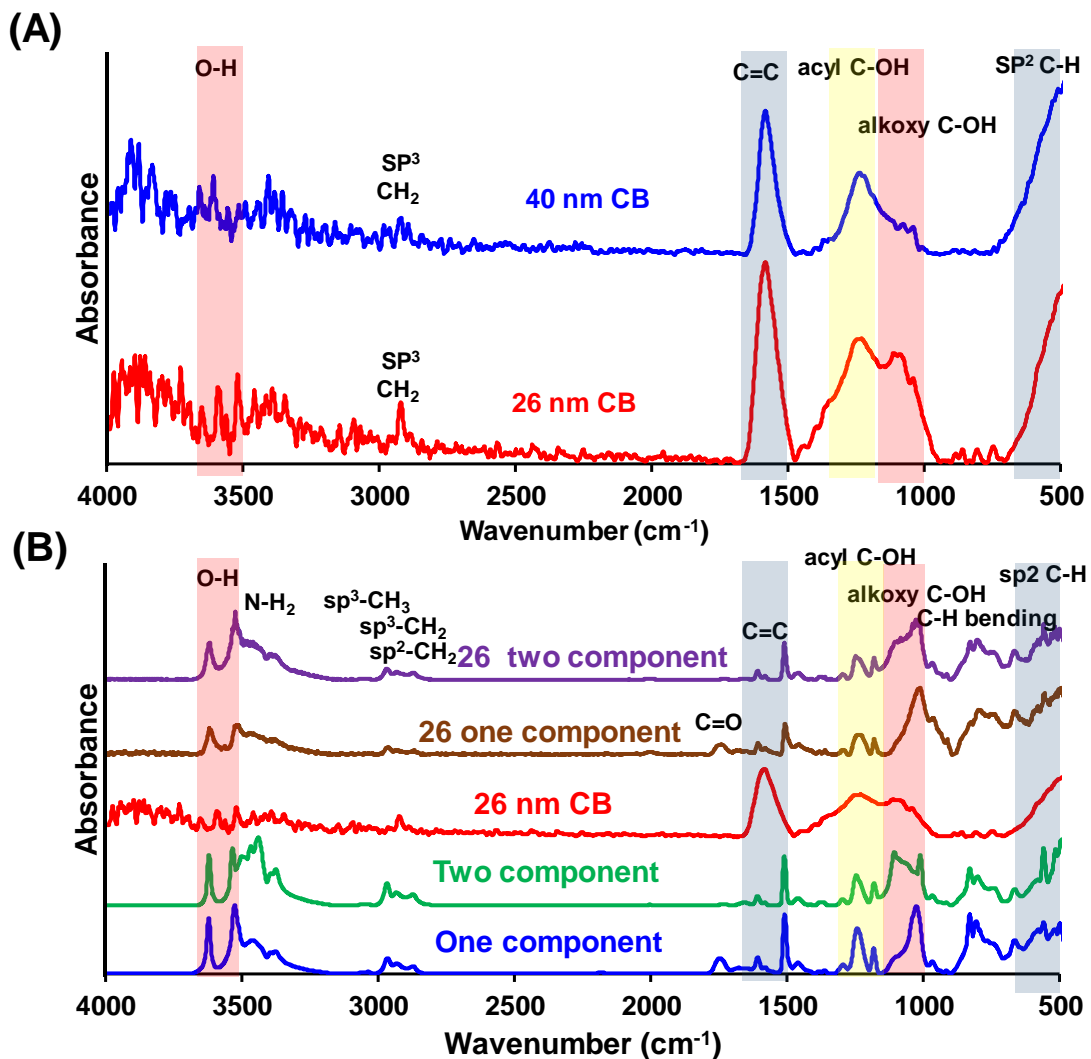 (A)
O-H
C=C
acyl C-OH
SP² C-H
alkoxy C-OH
SP³
CH₂
40 nm CB
SP³
CH₂
26 nm CB
Absorbance
4000 3500 3000 2500 2000 1500 1000 500
Wavenumber (cm⁻¹)
(B)
acyl C-OH
O-H
sp2 C-H
N-H₂
sp³-CH₃
alkoxy C-OH
sp³-CH₂
C=C
C-H bending
sp²-CH₂
26 two component
C=O
26 one component
26 nm CB
Two component
One component
Absorbance
4000 3500 3000 2500 2000 1500 1000 500
Wavenumber (cm⁻¹)